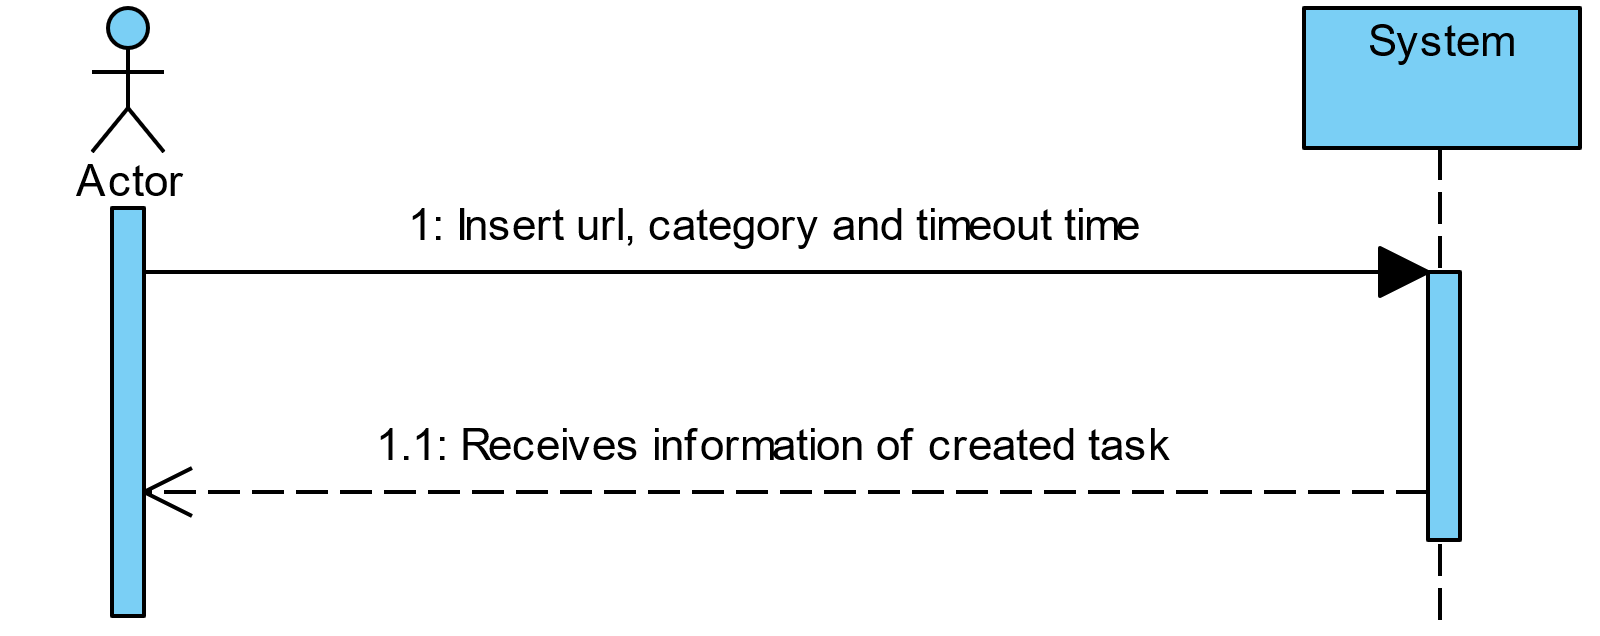 System
Actor
1: Insert url, category and timeout time
1.1: Receives information of created task